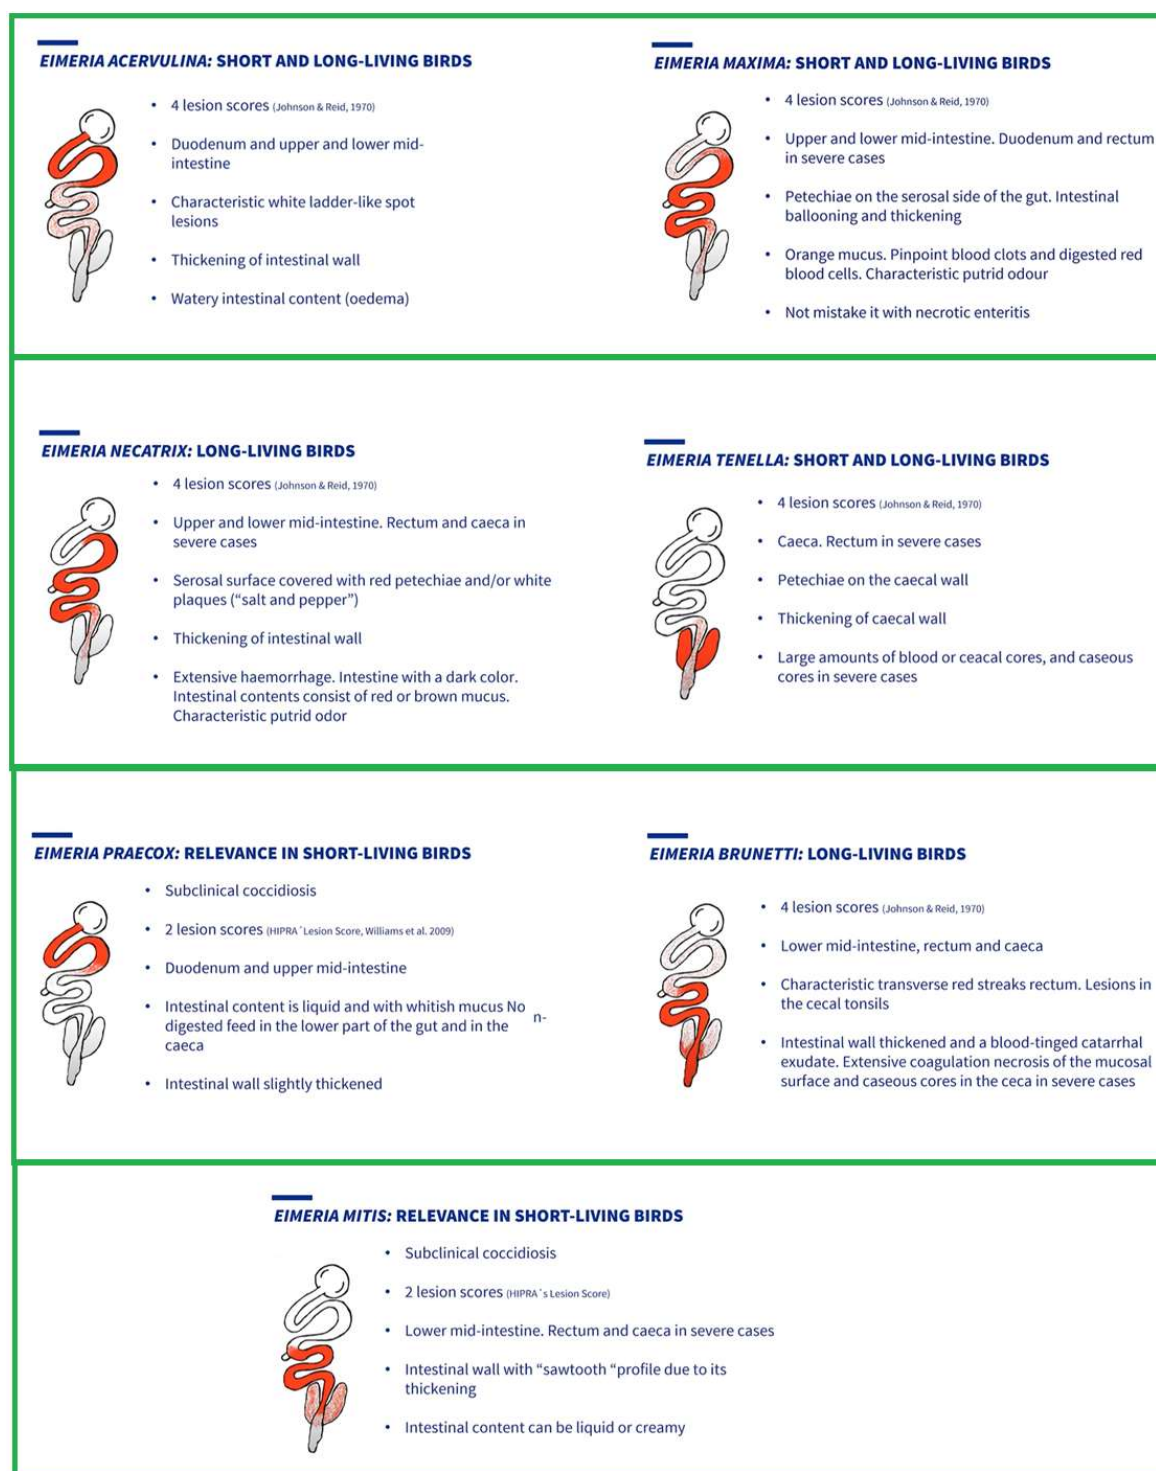 EIMERIA ACERVULINA: SHORT AND LONG-LIVING BIRDS
• 4 lesion scores (Johnson & Reid, 1970)
• Duodenum and upper and lower mid-
intestine
• Characteristic white ladder-like spot
lesions
• Thickening of intestinal wall
• Watery intestinal content (oedema)
EIMERIA MAXIMA: SHORT AND LONG-LIVING BIRDS
• 4 lesion scores (Johnson & Reid, 1970)
• Upper and lower mid-intestine. Duodenum and rectum
in severe cases
• Petechiae on the serosal side of the gut. Intestinal
ballooning and thickening
• Orange mucus. Pinpoint blood clots and digested red
blood cells. Characteristic putrid odour
• Not mistake it with necrotic enteritis
EIMERIA NECATRIX: LONG-LIVING BIRDS
• 4 lesion scores (Johnson & Reid, 1970)
• Upper and lower mid-intestine. Rectum and caeca in
severe cases
• Serosal surface covered with red petechiae and/or white
plaques (“salt and pepper”)
• Thickening of intestinal wall
• Extensive haemorrhage. Intestine with a dark color.
Intestinal contents consist of red or brown mucus.
Characteristic putrid odor
EIMERIA TENELLA: SHORT AND LONG-LIVING BIRDS
• 4 lesion scores (Johnson & Reid, 1970)
• Caeca. Rectum in severe cases
• Petechiae on the caecal wall
• Thickening of caecal wall
• Large amounts of blood or ceacal cores, and caseous
cores in severe cases
EIMERIA PRAECOX: RELEVANCE IN SHORT-LIVING BIRDS
• Subclinical coccidiosis
• 2 lesion scores (HIPRA´Lesion Score, Williams et al. 2009)
• Duodenum and upper mid-intestine
• Intestinal content is liquid and with whitish mucus No n-
digested feed in the lower part of the gut and in the
caeca
• Intestinal wall slightly thickened
EIMERIA BRUNETTI: LONG-LIVING BIRDS
• 4 lesion scores (Johnson & Reid, 1970)
• Lower mid-intestine, rectum and caeca
• Characteristic transverse red streaks rectum. Lesions in
the cecal tonsils
• Intestinal wall thickened and a blood-tinged catarrhal
exudate. Extensive coagulation necrosis of the mucosal
surface and caseous cores in the ceca in severe cases
EIMERIA MITIS: RELEVANCE IN SHORT-LIVING BIRDS
• Subclinical coccidiosis
• 2 lesion scores (HIPRA´s Lesion Score)
• Lower mid-intestine. Rectum and caeca in severe cases
• Intestinal wall with “sawtooth “profile due to its
thickening
• Intestinal content can be liquid or creamy